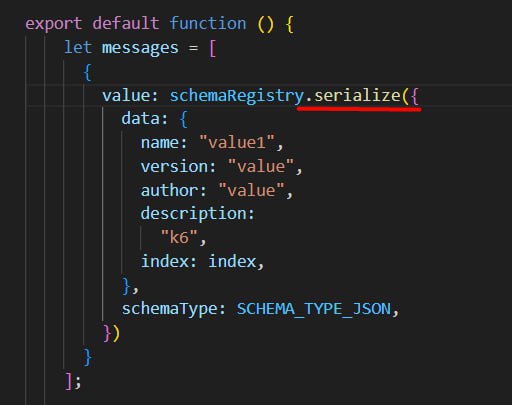 export default function () {
let messages = [
{
value: schemaRegistry.serialize({
data: {
name: "value1",
version: "value",
author: "value",
description:
"k6",
index: index,
},
schemaType: SCHEMA_TYPE_JSON,
})
}
];